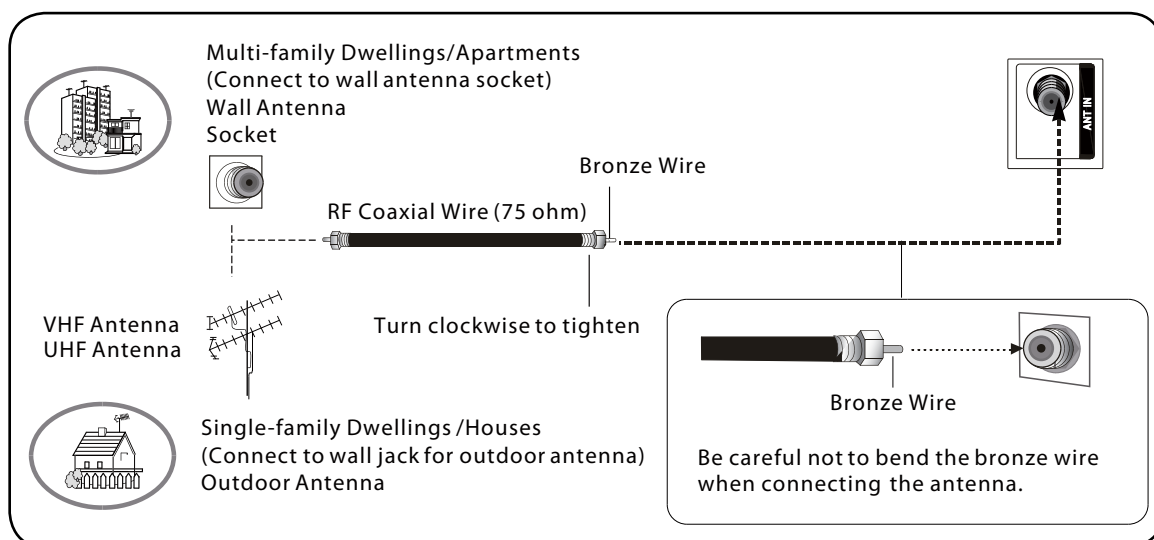 Multi-family Dwellings/Apartments
(Connect to wall antenna socket)
Wall Antenna
Socket
ANT IN
Bronze Wire
RF Coaxial Wire (75 ohm)
VHF Antenna
UHF Antenna
Turn clockwise to tighten
Bronze Wire
Single-family Dwellings /Houses
(Connect to wall jack for outdoor antenna)
Outdoor Antenna
Be careful not to bend the bronze wire
when connecting the antenna.